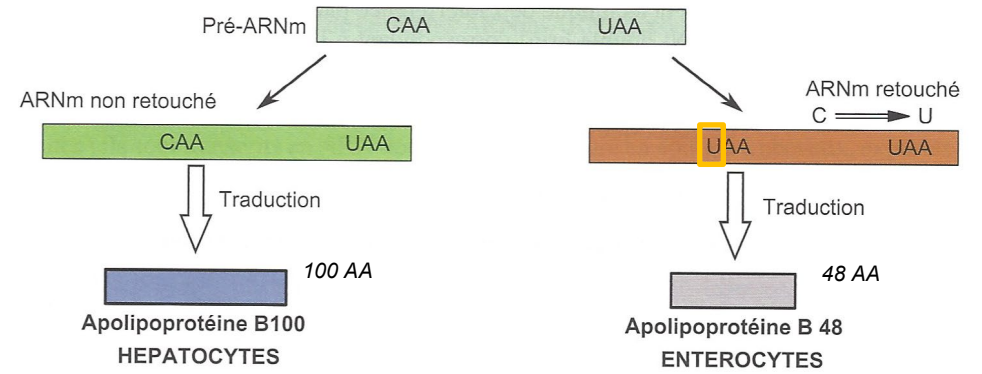 Pré-ARNm
CAA UAA
ARNm non retouché
ARNm retouché
C U
CAA UAA
UAA UAA
Traduction
Traduction
100 AA
48 AA
Apolipoprotéine B100
HEPATOCYTES
Apolipoprotéine B 48
ENTEROCYTES